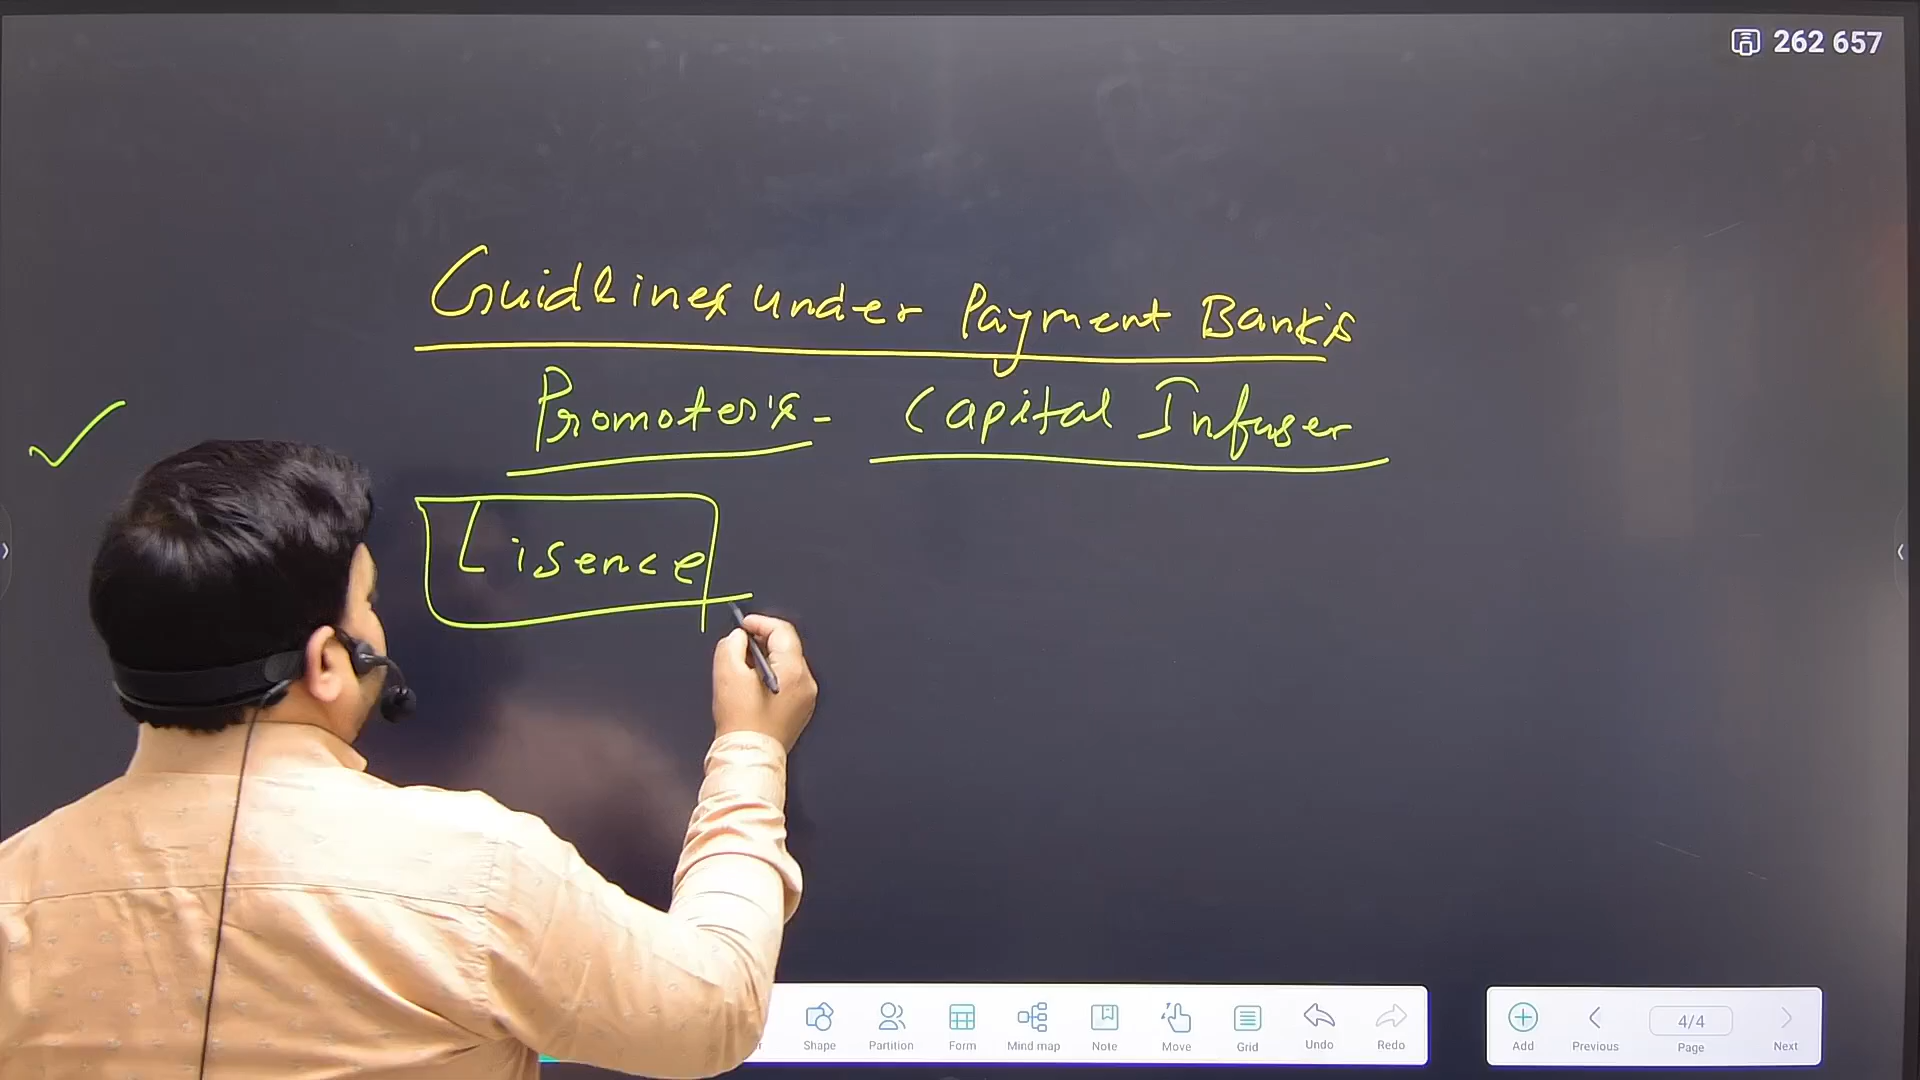 262 657
Guidlines under Payment Bank's
Promoter's - Capital Infuser
Lisence
Shape Partition Form Mind map Note Move Grid Undo Redo
Add Previous 4/4 Page Next